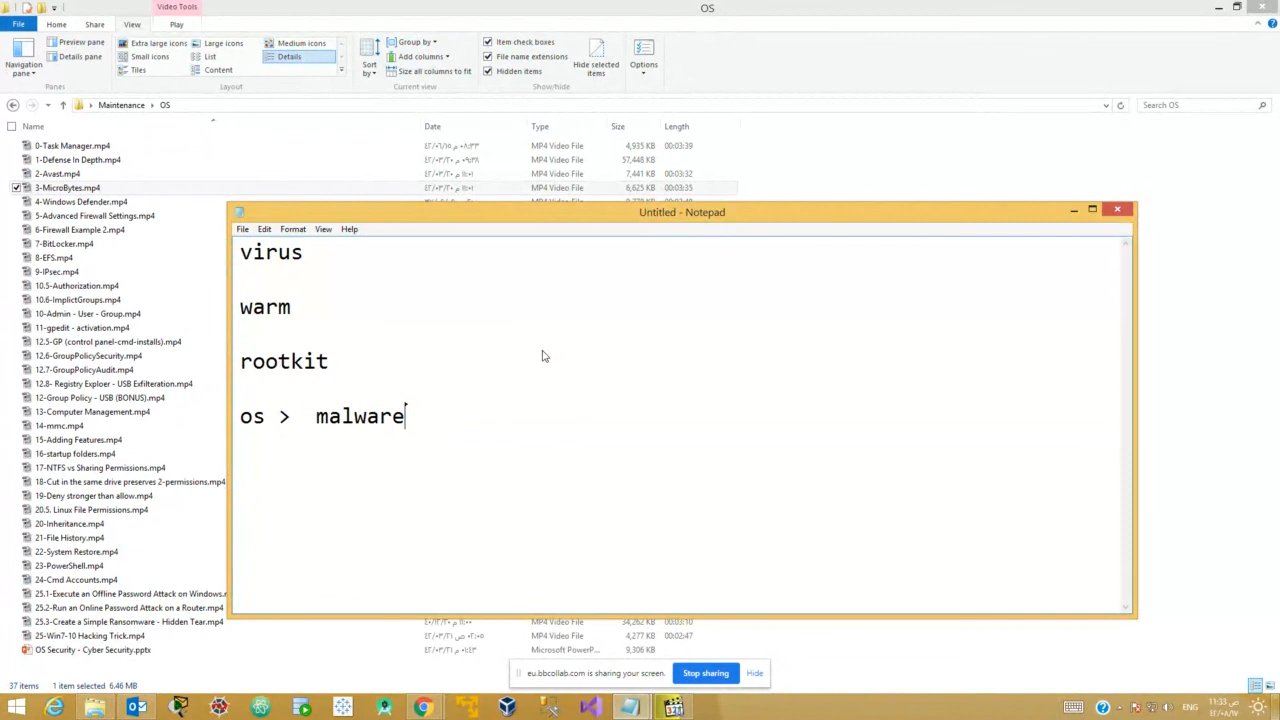 Video Tools
OS
File Home Share View Play
Navigation pane
Preview pane
Details pane
Panes
Extra large icons Large icons Medium icons
Small icons List Details
Tiles Content
Layout
Sort by
Group by
Add columns
Size all columns to fit
Current view
Item check boxes
File name extensions
Hidden items
Hide selected items
Show/hide
Options
Maintenance OS
Search OS
Name Date Type Size Length
0-Task Manager.mp4 MP4 Video File 4,935 KB 00:03:39
1-Defense In Depth.mp4 MP4 Video File 57,448 KB
2-Avast.mp4 MP4 Video File 7,441 KB 00:03:32
3-MicroBytes.mp4 MP4 Video File 6,625 KB 00:03:35
4-Windows Defender.mp4
5-Advanced Firewall Settings.mp4
6-Firewall Example 2.mp4
7-BitLocker.mp4
8-EFS.mp4
9-IPsec.mp4
10.5-Authorization.mp4
10.6-ImplictGroups.mp4
10-Admin - User - Group.mp4
11-gpedit - activation.mp4
12.5-GP (control panel-cmd-installs).mp4
12.6-GroupPolicySecurity.mp4
12.7-GroupPolicyAudit.mp4
12.8- Registry Exploer - USB Exfilteration.mp4
12-Group Policy - USB (BONUS).mp4
13-Computer Management.mp4
14-mmc.mp4
15-Adding Features.mp4
16-startup folders.mp4
17-NTFS vs Sharing Permissions.mp4
18-Cut in the same drive preserves 2-permissions.mp4
19-Deny stronger than allow.mp4
20.5. Linux File Permissions.mp4
20-Inheritance.mp4
21-File History.mp4
22-System Restore.mp4
23-PowerShell.mp4
24-Cmd Accounts.mp4
25.1-Execute an Offline Password Attack on Windows.
25.2-Run an Online Password Attack on a Router.mp4
25.3-Create a Simple Ransomware - Hidden Tear.mp4 34,262 KB 00:03:10
25-Win7-10 Hacking Trick.mp4 MP4 Video File 4,277 KB 00:02:47
OS Security - Cyber Security.pptx Microsoft PowerP... 9,306 KB
Untitled - Notepad
File Edit Format View Help
virus
warm
rootkit
os > malware
eu.bbcollab.com is sharing your screen. Stop sharing Hide
37 items 1 item selected 6.46 MB
ENG